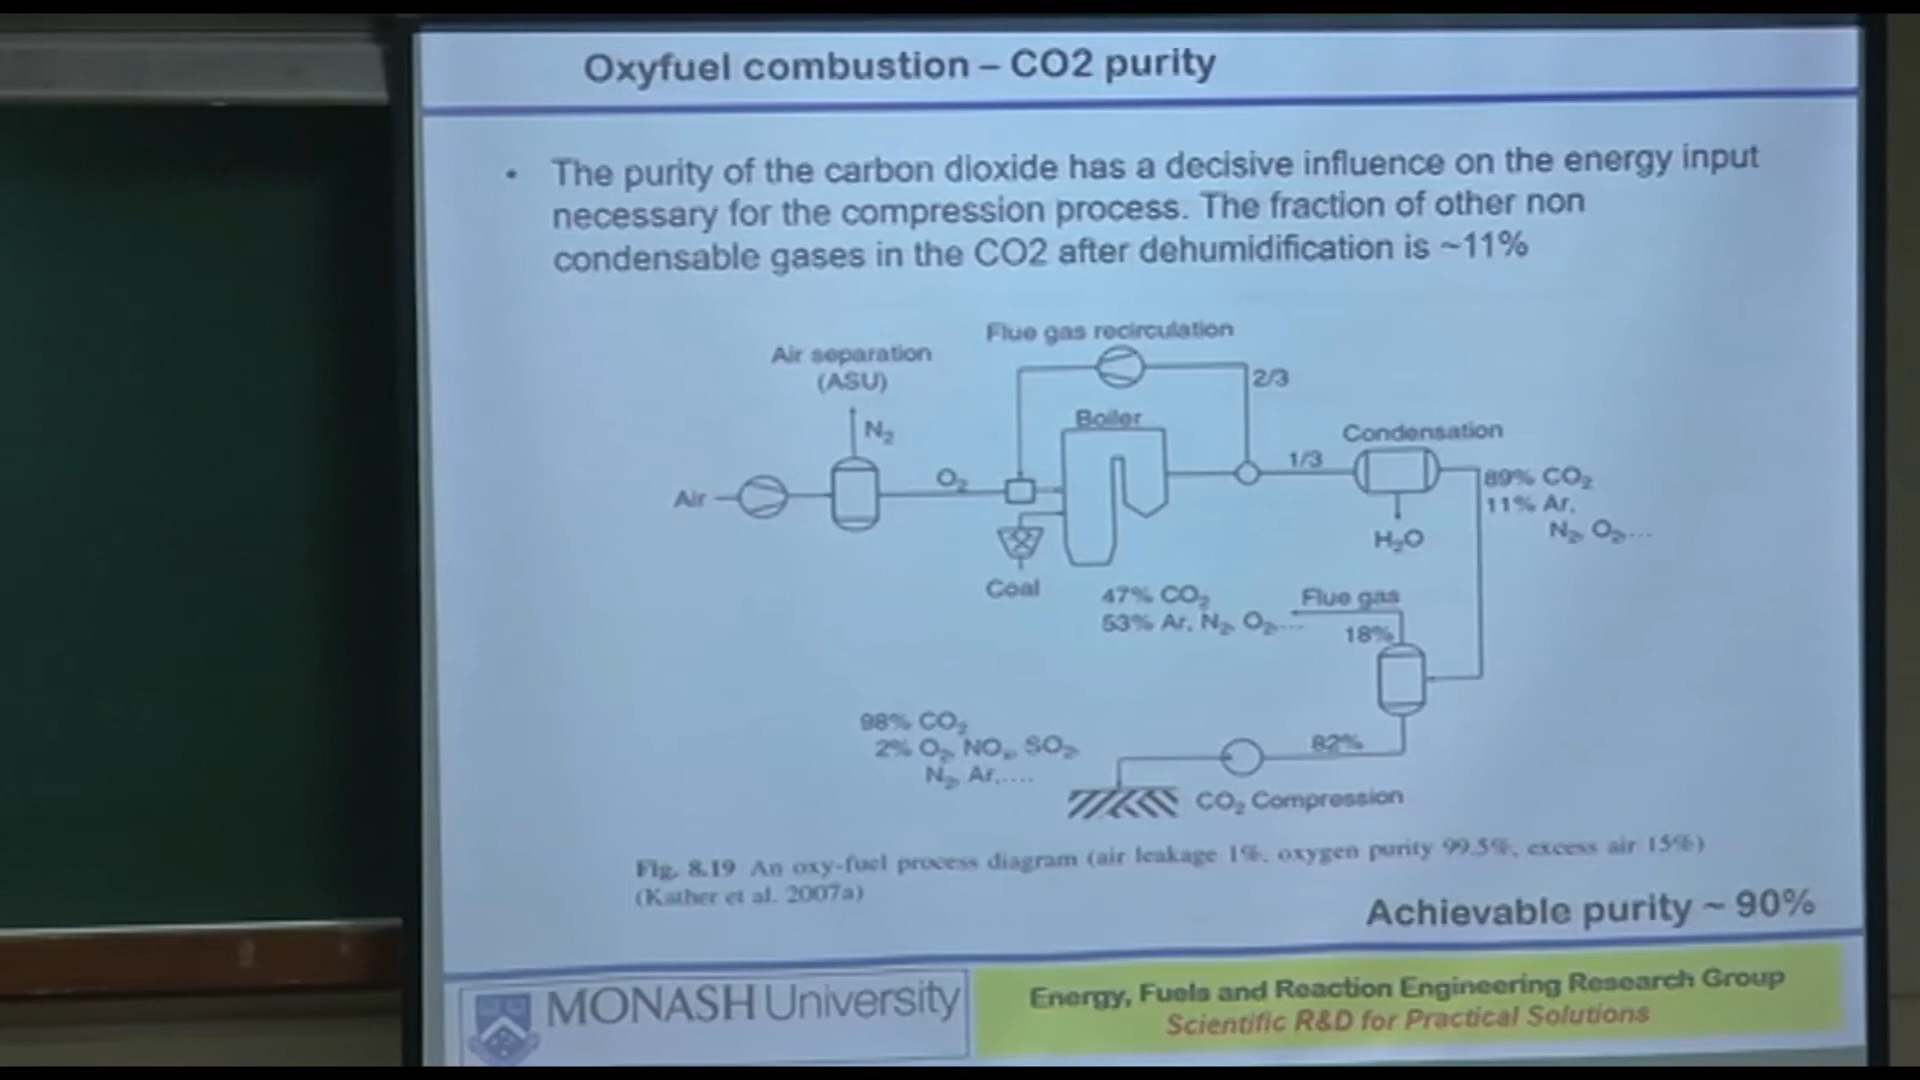 Oxyfuel combustion – CO2 purity
• The purity of the carbon dioxide has a decisive influence on the energy input
necessary for the compression process. The fraction of other non
condensable gases in the CO2 after dehumidification is ~11%
Flue gas recirculation
Air separation
(ASU)
2/3
N₂
Boiler
Condensation
Air
O₂
1/3
89% CO₂
11% Ar,
N₂, O₂...
H₂O
Coal
47% CO₂
53% Ar, N₂, O₂...
Flue gas
18%
98% CO₂
2% O₂, NOₓ, SO₂,
N₂, Ar,....
82%
CO₂ Compression
Fig. 8.19 An oxy-fuel process diagram (air leakage 1%, oxygen purity 99.5%, excess air 15%)
(Kather et al. 2007a)
Achievable purity ~ 90%
MONASH University
Energy, Fuels and Reaction Engineering Research Group
Scientific R&D for Practical Solutions